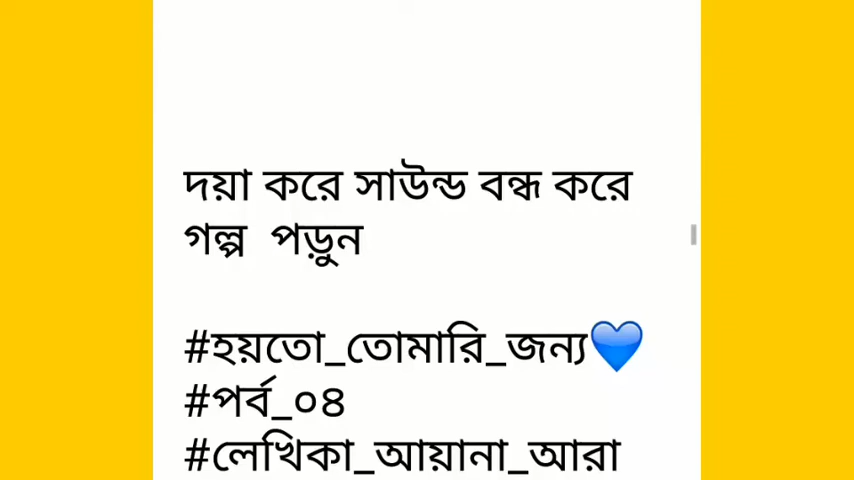 দয়া করে সাউন্ড বন্ধ করে
গল্প পড়ুন
#হয়তো_তোমারি_জন্য💙
#পর্ব_০৪
#লেখিকা_আয়ানা_আরা